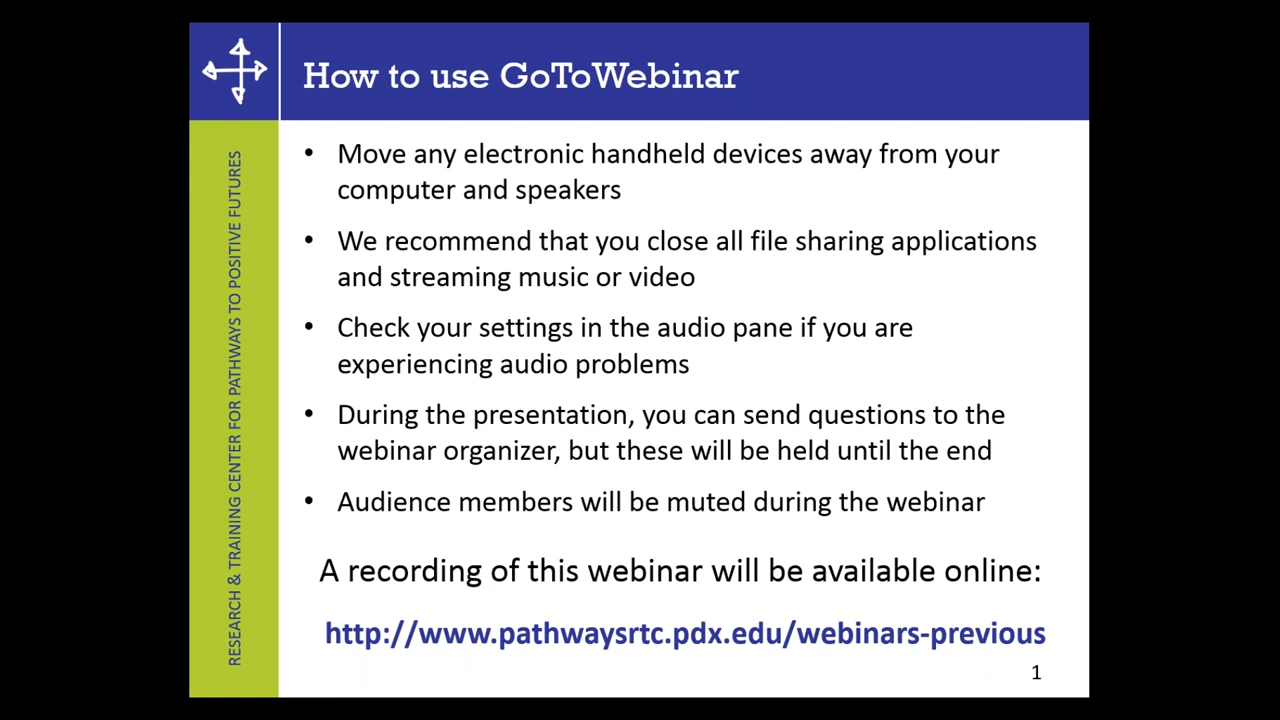 How to use GoToWebinar
RESEARCH & TRAINING CENTER FOR PATHWAYS TO POSITIVE FUTURES
• Move any electronic handheld devices away from your
computer and speakers
• We recommend that you close all file sharing applications
and streaming music or video
• Check your settings in the audio pane if you are
experiencing audio problems
• During the presentation, you can send questions to the
webinar organizer, but these will be held until the end
• Audience members will be muted during the webinar
A recording of this webinar will be available online:
http://www.pathwaysrtc.pdx.edu/webinars-previous
1